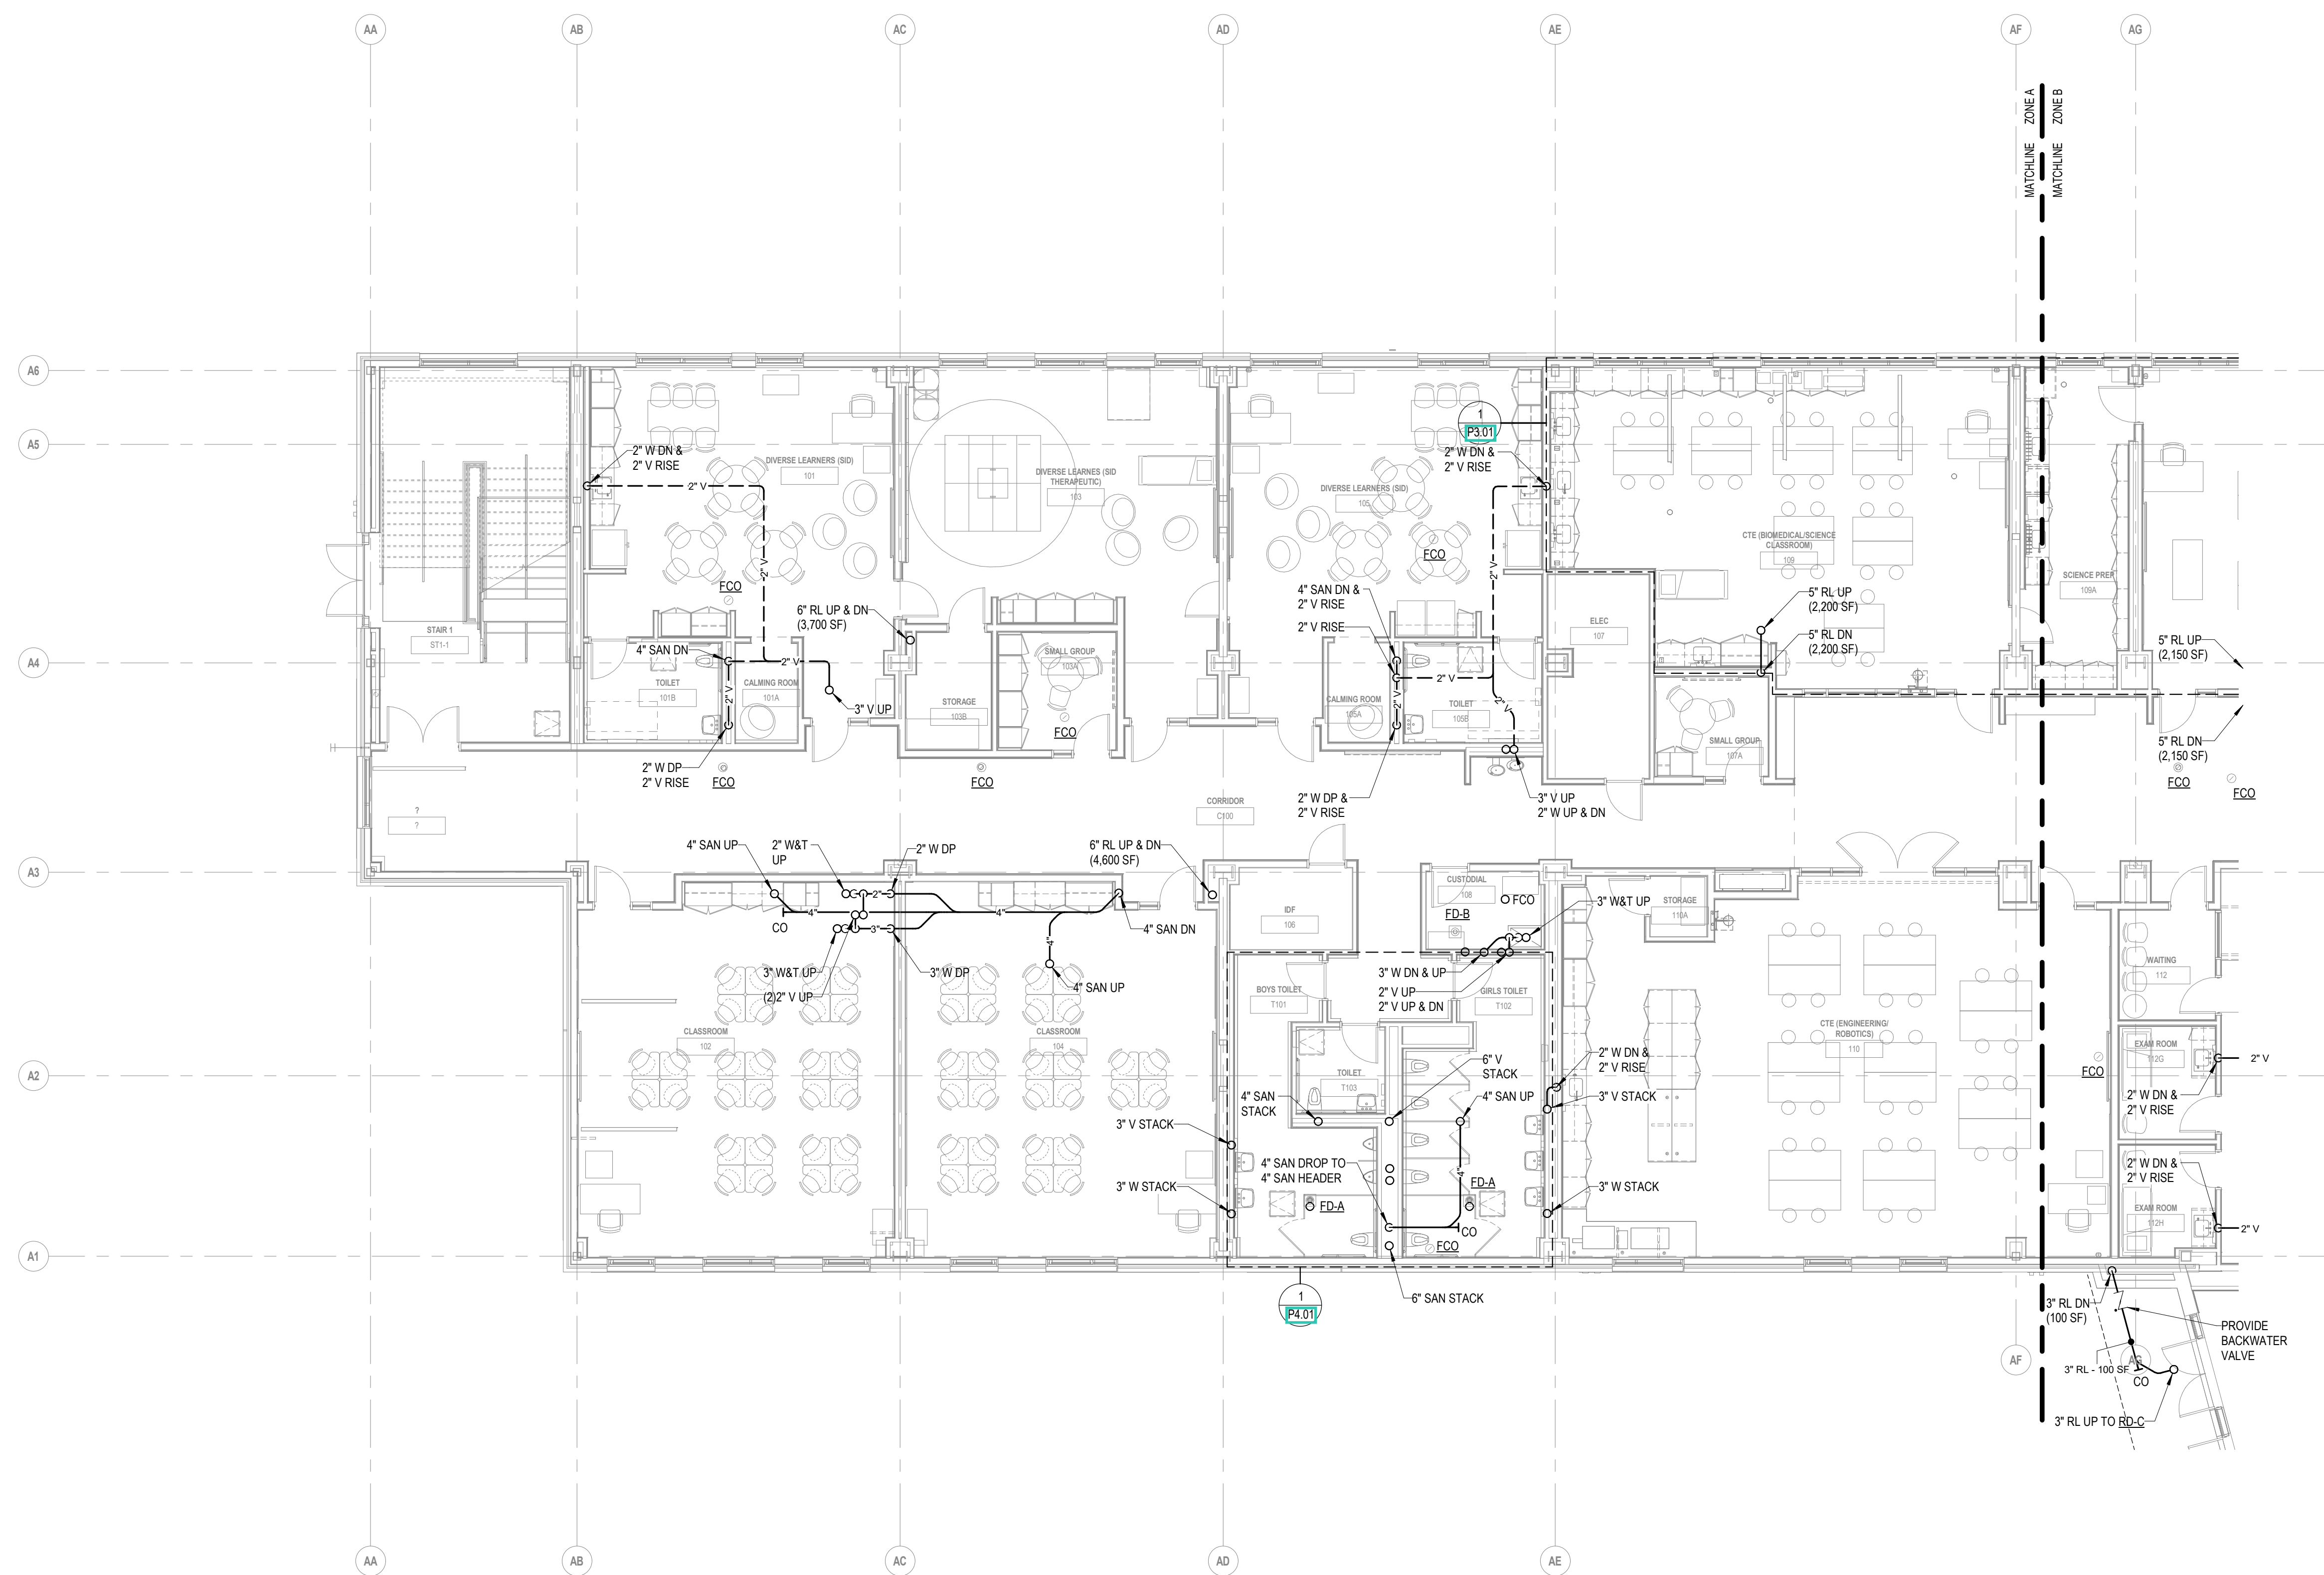 AA
AB
AC
AD
AE
AF
AG
MATCHLINE
ZONE A
MATCHLINE
ZONE B
A6
A5
A4
A3
A2
A1
1
P3.01
2" W DN &
2" V RISE
2" V
DIVERSE LEARNERS (SID)
101
DIVERSE LEARNES (SID
THERAPEUTIC)
103
DIVERSE LEARNERS (SID)
105
2" W DN &
2" V RISE
CTE (BIOMEDICAL/SCIENCE
CLASSROOM)
109
SCIENCE PREP
109A
2" V
2" V
FCO
FCO
4" SAN DN &
2" V RISE
2" V RISE
6" RL UP & DN
(3,700 SF)
5" RL UP
(2,200 SF)
5" RL DN
(2,200 SF)
5" RL UP
(2,150 SF)
5" RL DN
(2,150 SF)
FCO
FCO
STAIR 1
ST1-1
4" SAN DN
2" V
2" V
TOILET
101B
CALMING ROOM
101A
3" V UP
STORAGE
103B
SMALL GROUP
103A
FCO
FCO
2" W DP
2" V RISE
FCO
CALMING ROOM
105A
2" V
2" V
2" V
TOILET
105B
ELEC
107
SMALL GROUP
107A
2" W DP &
2" V RISE
3" V UP
2" W UP & DN
CORRIDOR
C100
?
?
4" SAN UP
2" W&T
UP
2" W DP
6" RL UP & DN
(4,600 SF)
2"
4"
4"
3"
4"
CO
4" SAN DN
3" W&T UP
(2)2" V UP
3" W DP
4" SAN UP
CLASSROOM
102
CLASSROOM
104
IDF
106
CUSTODIAL
108
FCO
FD-B
3" W&T UP
STORAGE
110A
3" W DN & UP
2" V UP
2" V UP & DN
BOYS TOILET
T101
GIRLS TOILET
T102
TOILET
T103
6" V
STACK
4" SAN
STACK
4" SAN UP
2" W DN &
2" V RISE
3" V STACK
3" V STACK
3" W STACK
4" SAN DROP TO
4" SAN HEADER
4"
FD-A
FD-A
3" W STACK
CO
FCO
6" SAN STACK
1
P4.01
CTE (ENGINEERING/
ROBOTICS)
110
WAITING
112
FCO
EXAM ROOM
112G
2" V
2" W DN &
2" V RISE
2" W DN &
2" V RISE
EXAM ROOM
112H
2" V
3" RL DN
(100 SF)
PROVIDE
BACKWATER
VALVE
3" RL - 100 SF
CO
3" RL UP TO RD-C
AF
AG
AA
AB
AC
AD
AE